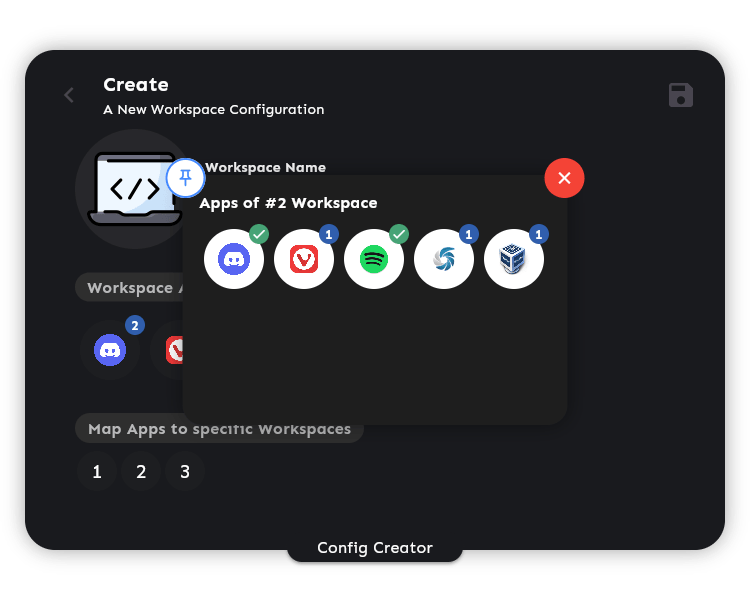 Create
A New Workspace Configuration
</>
Workspace Name
Apps of #2 Workspace
1
1
1
Workspace
2
Map Apps to specific Workspaces
1 2 3
Config Creator